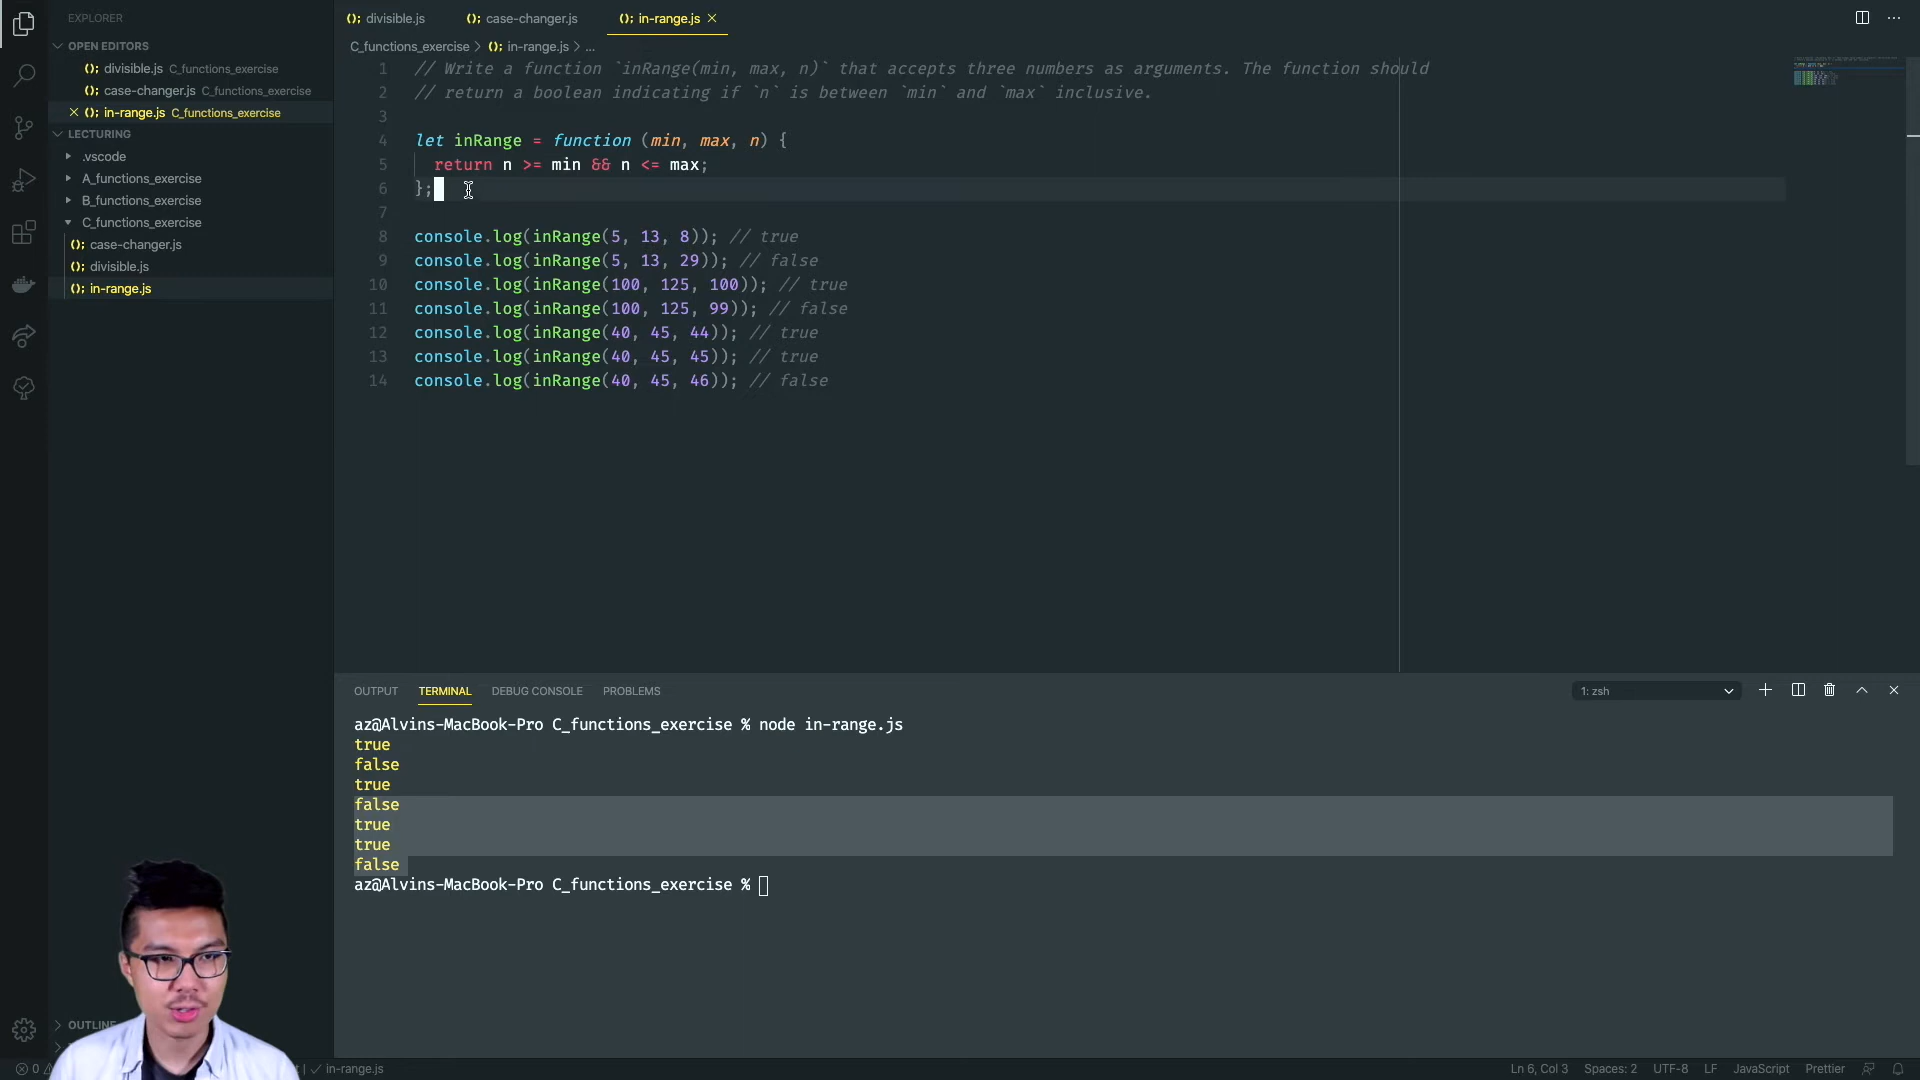 EXPLORER
OPEN EDITORS
divisible.js C_functions_exercise
case-changer.js C_functions_exercise
in-range.js C_functions_exercise
LECTURING
.vscode
A_functions_exercise
B_functions_exercise
C_functions_exercise
case-changer.js
divisible.js
in-range.js
OUTLINE
divisible.js case-changer.js in-range.js
C_functions_exercise > in-range.js > ...
1 // Write a function `inRange(min, max, n)` that accepts three numbers as arguments. The function should
2 // return a boolean indicating if `n` is between `min` and `max` inclusive.
3
4 let inRange = function (min, max, n) {
5 return n >= min && n <= max;
6 };
7
8 console.log(inRange(5, 13, 8)); // true
9 console.log(inRange(5, 13, 29)); // false
10 console.log(inRange(100, 125, 100)); // true
11 console.log(inRange(100, 125, 99)); // false
12 console.log(inRange(40, 45, 44)); // true
13 console.log(inRange(40, 45, 45)); // true
14 console.log(inRange(40, 45, 46)); // false
OUTPUT TERMINAL DEBUG CONSOLE PROBLEMS 1: zsh
az@Alvins-MacBook-Pro C_functions_exercise % node in-range.js
true
false
true
false
true
true
false
az@Alvins-MacBook-Pro C_functions_exercise %
0 in-range.js Ln 6, Col 3 Spaces: 2 UTF-8 LF JavaScript Prettier